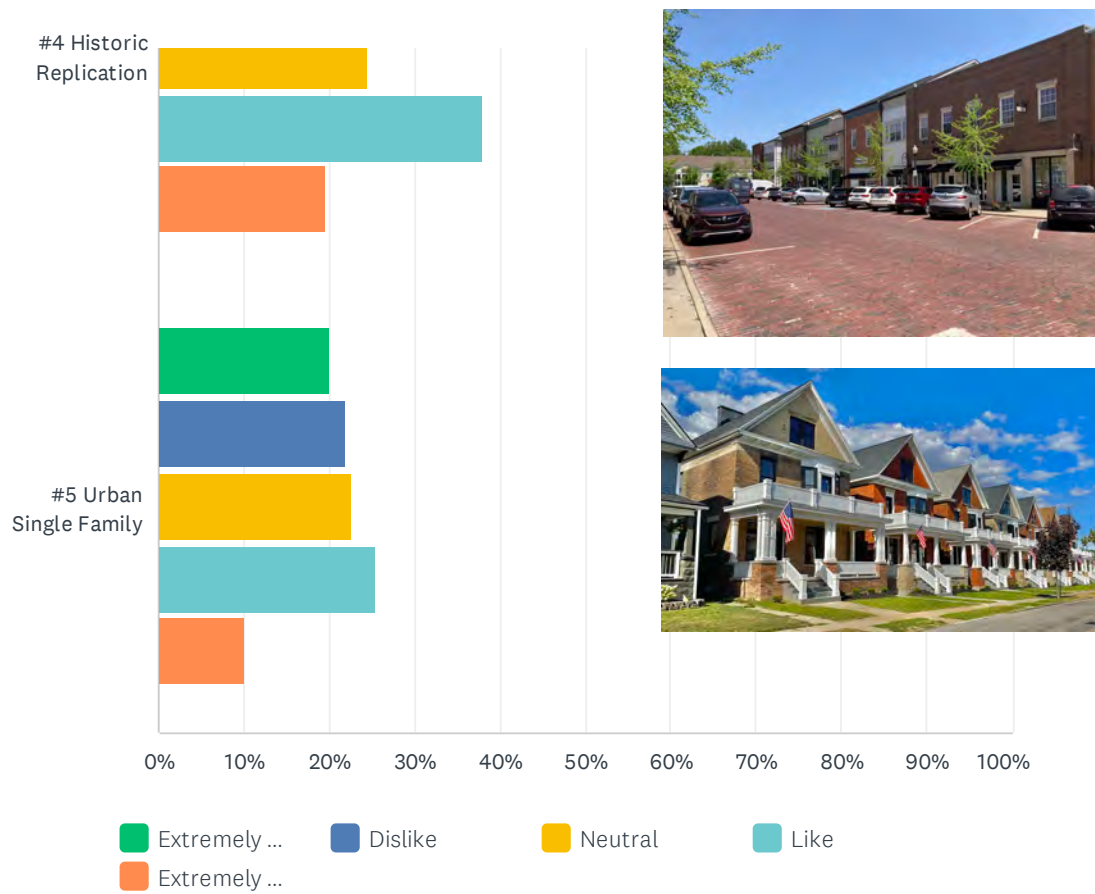 #4 Historic
Replication
#5 Urban
Single Family
0% 10% 20% 30% 40% 50% 60% 70% 80% 90% 100%
Extremely ... Dislike Neutral Like
Extremely ...